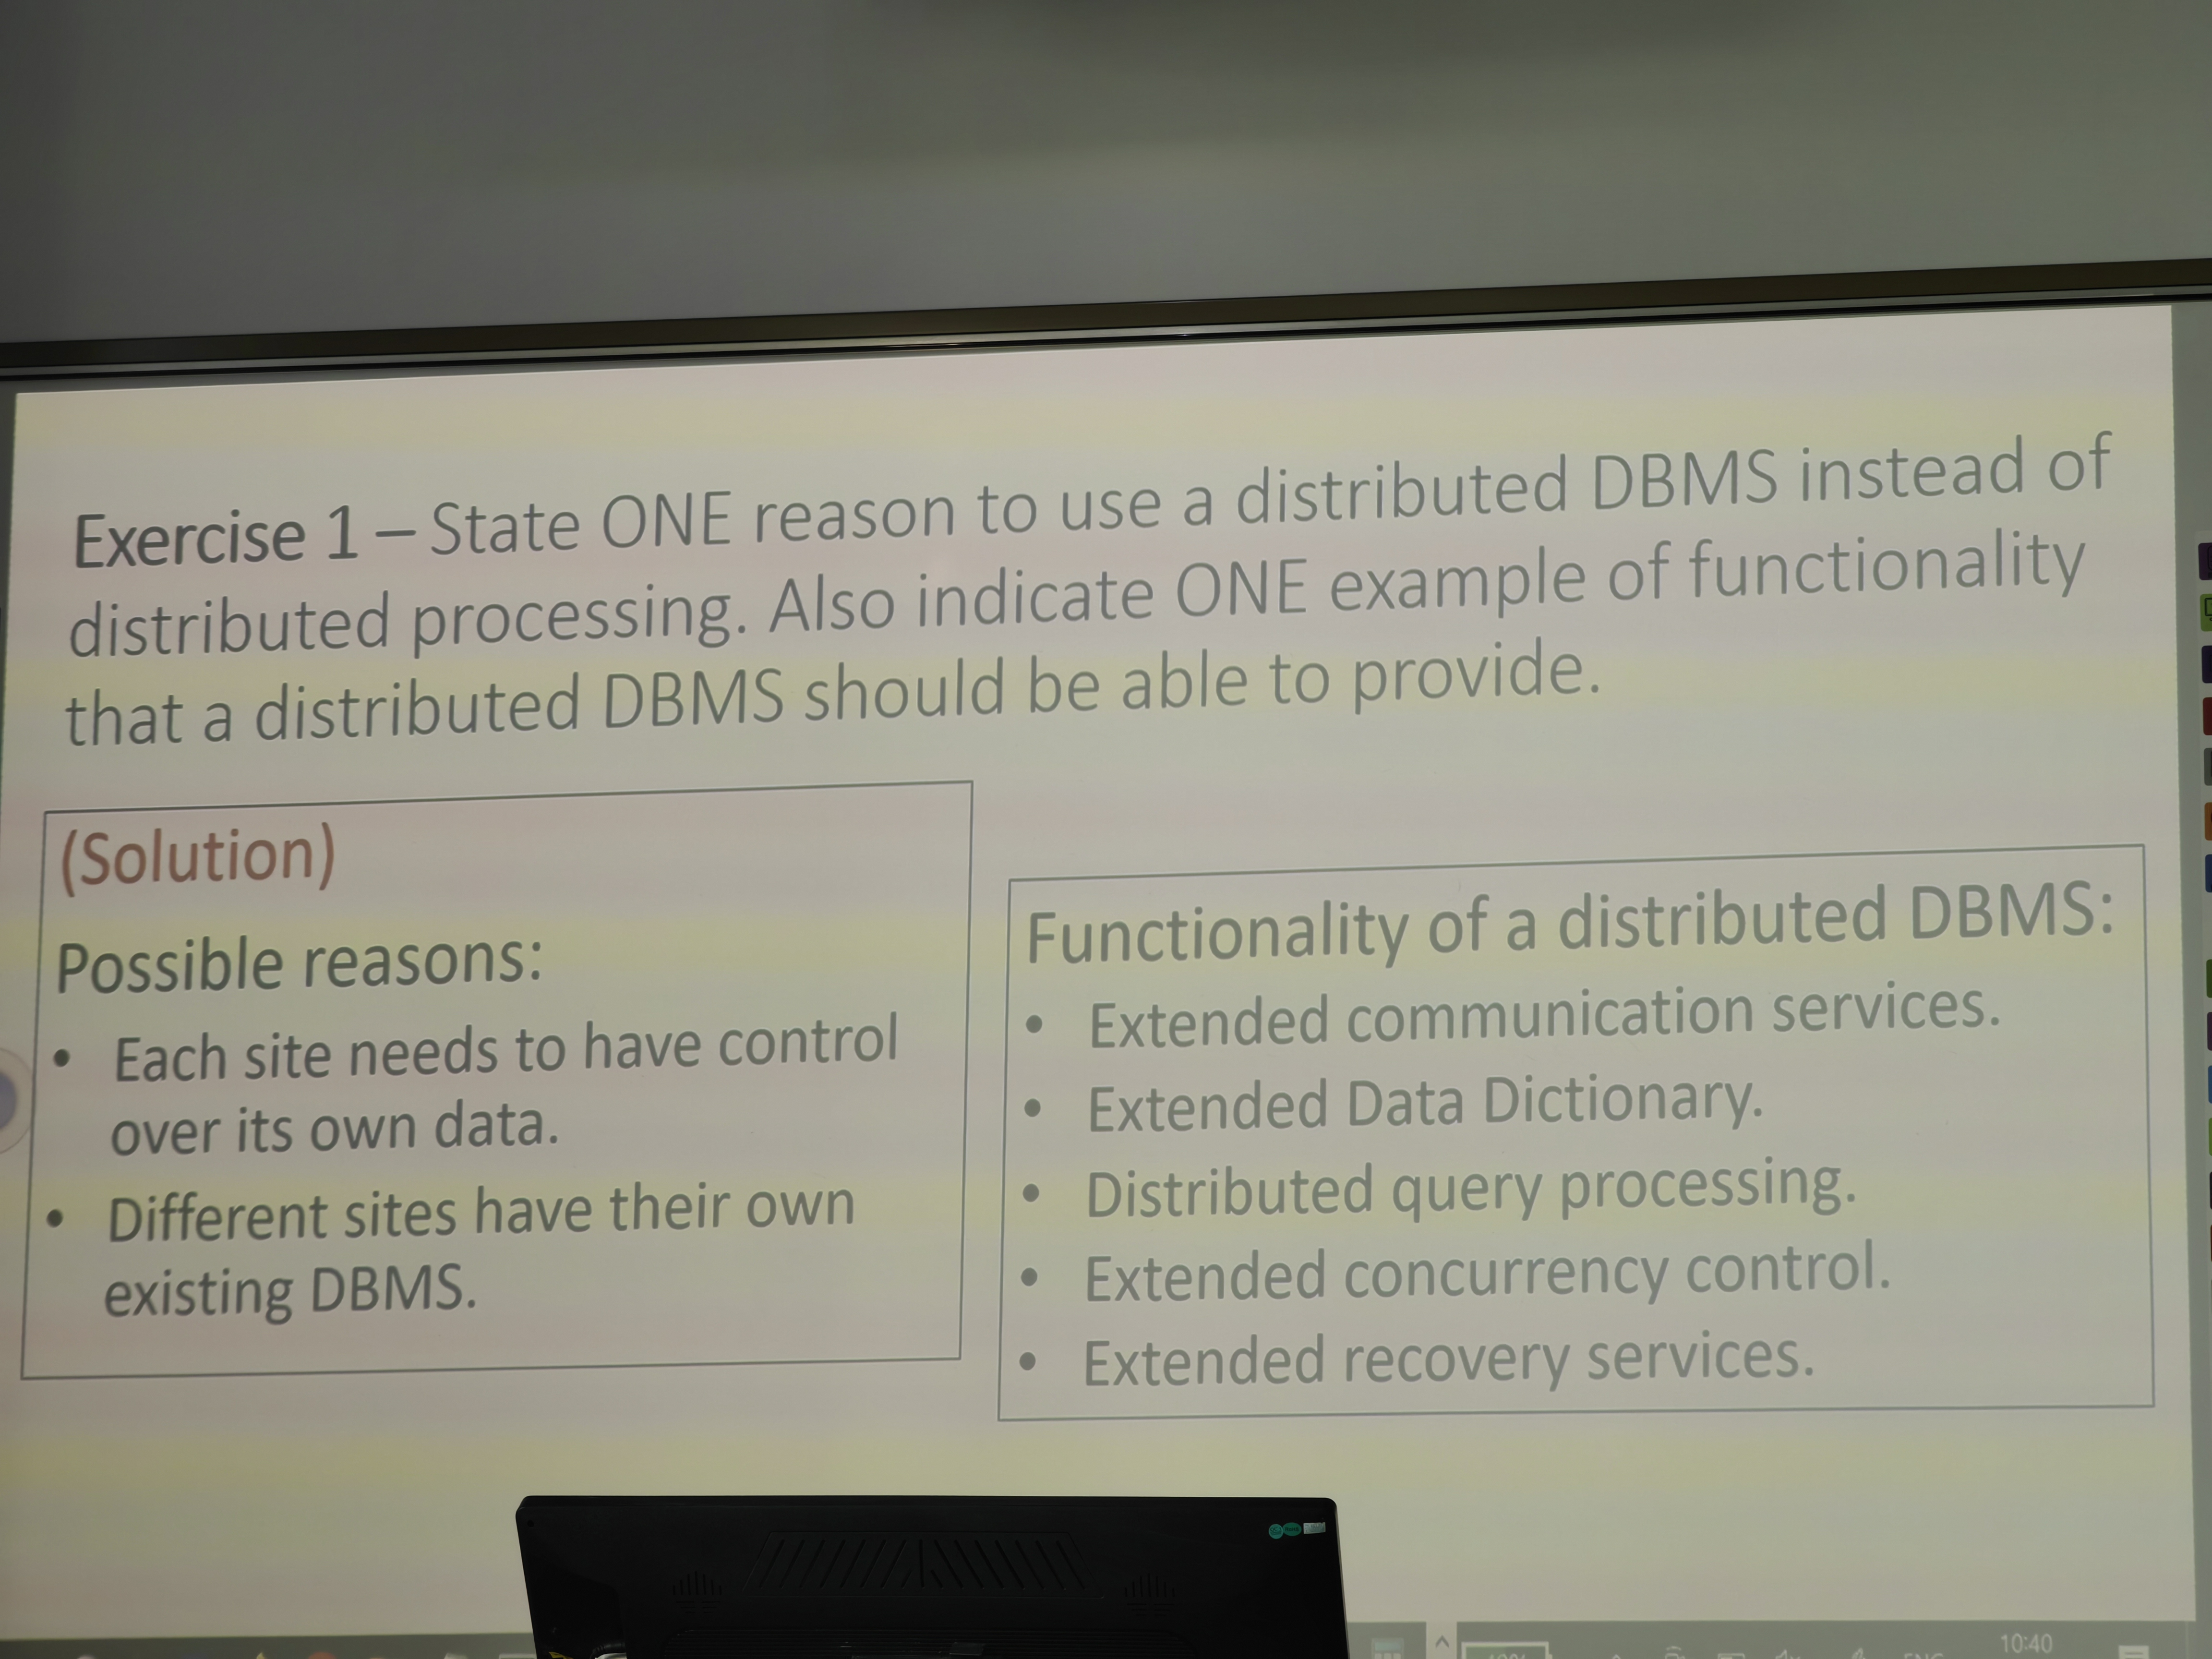 Exercise 1 – State ONE reason to use a distributed DBMS instead of
distributed processing. Also indicate ONE example of functionality
that a distributed DBMS should be able to provide.
(Solution)
Possible reasons:
• Each site needs to have control
over its own data.
• Different sites have their own
existing DBMS.
Functionality of a distributed DBMS:
• Extended communication services.
• Extended Data Dictionary.
• Distributed query processing.
• Extended concurrency control.
• Extended recovery services.
10:40